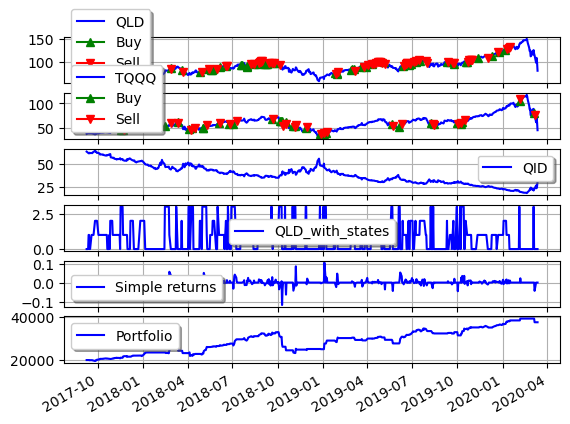 QLD
Buy
Sell
150
100
TQQQ
Buy
Sell
100
50
QID
50
25
QLD_with_states
2.5
0.0
Simple returns
0.1
0.0
−0.1
Portfolio
40000
20000
2017-10
2018-01
2018-04
2018-07
2018-10
2019-01
2019-04
2019-07
2019-10
2020-01
2020-04